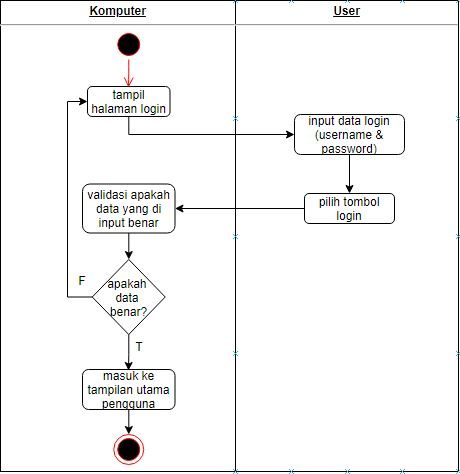 Komputer
User
tampil
halaman login
input data login
(username &
password)
validasi apakah
data yang di
input benar
pilih tombol
login
F
apakah
data
benar?
T
masuk ke
tampilan utama
pengguna